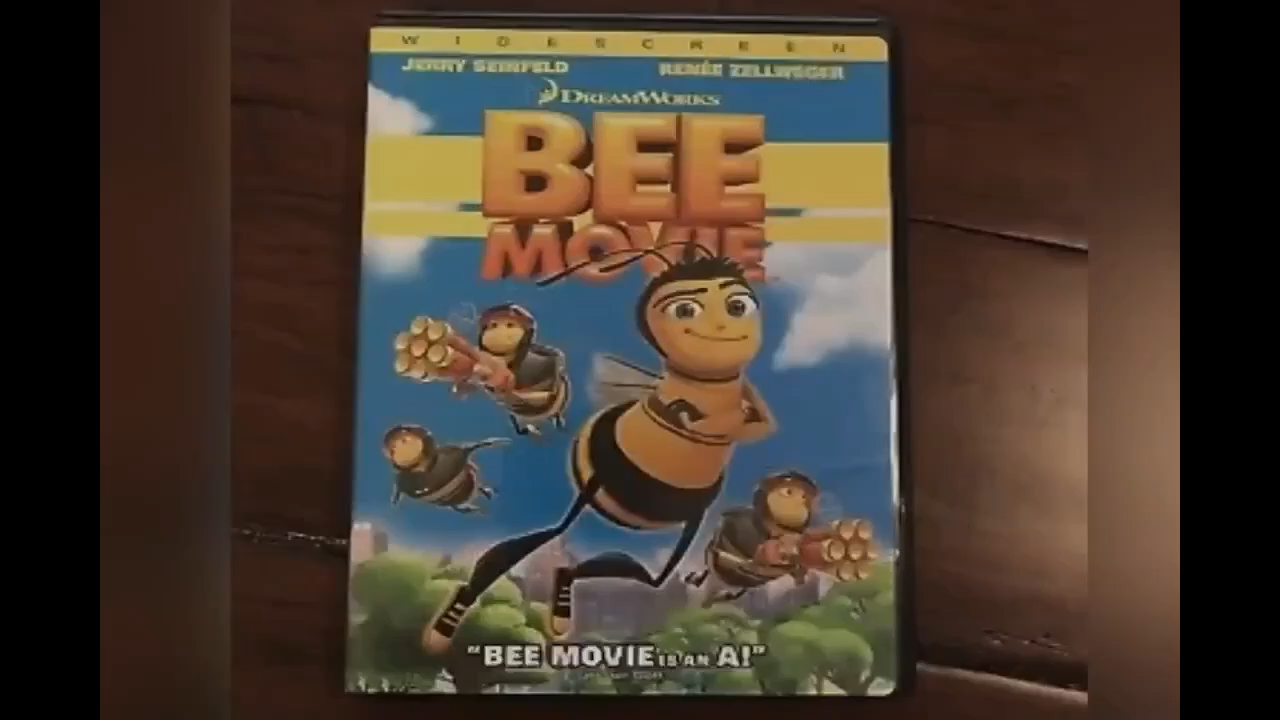 WIDESCREEN
JERRY SEINFELD RENÉE ZELLWEGER
DREAMWORKS
BEE
MOVIE
"BEE MOVIE IS AN A!"